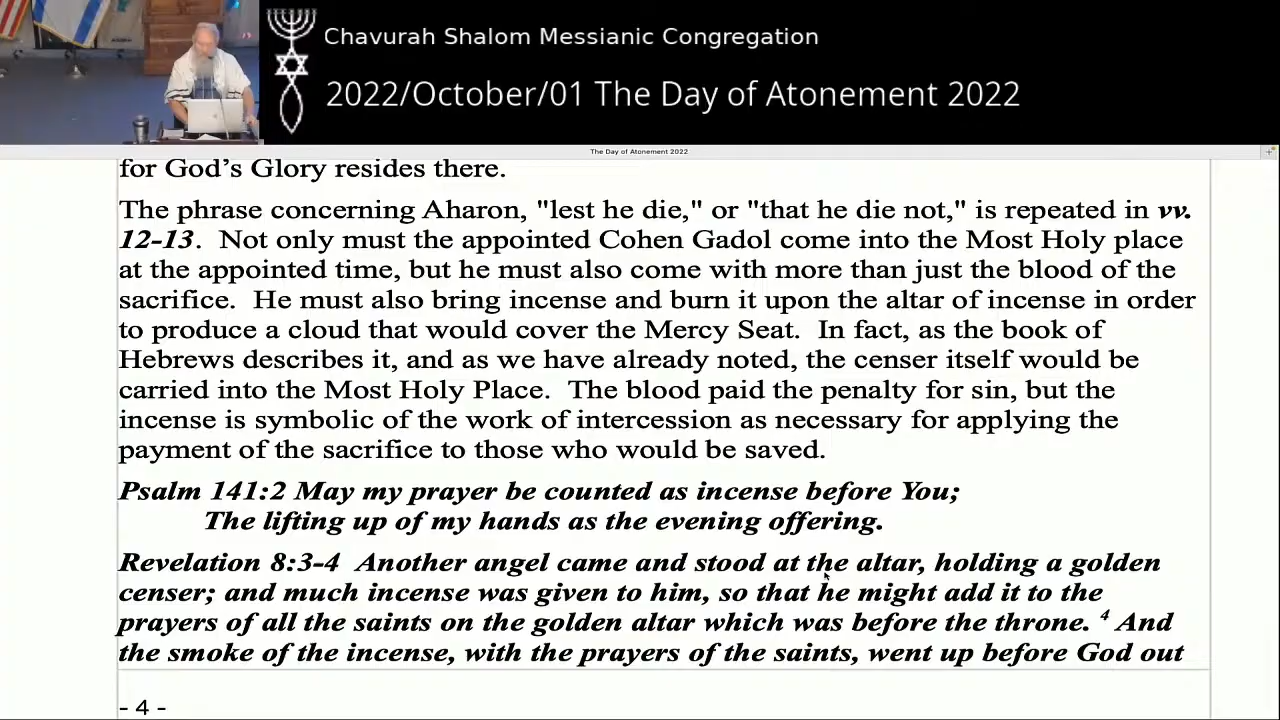 Chavurah Shalom Messianic Congregation
2022/October/01 The Day of Atonement 2022
The Day of Atonement 2022
for God’s Glory resides there.
The phrase concerning Aharon, "lest he die," or "that he die not," is repeated in vv.
12-13.  Not only must the appointed Cohen Gadol come into the Most Holy place
at the appointed time, but he must also come with more than just the blood of the
sacrifice.  He must also bring incense and burn it upon the altar of incense in order
to produce a cloud that would cover the Mercy Seat.  In fact, as the book of
Hebrews describes it, and as we have already noted, the censer itself would be
carried into the Most Holy Place.  The blood paid the penalty for sin, but the
incense is symbolic of the work of intercession as necessary for applying the
payment of the sacrifice to those who would be saved.
Psalm 141:2 May my prayer be counted as incense before You;
The lifting up of my hands as the evening offering.
Revelation 8:3-4  Another angel came and stood at the altar, holding a golden
censer; and much incense was given to him, so that he might add it to the
prayers of all the saints on the golden altar which was before the throne. 4 And
the smoke of the incense, with the prayers of the saints, went up before God out
- 4 -